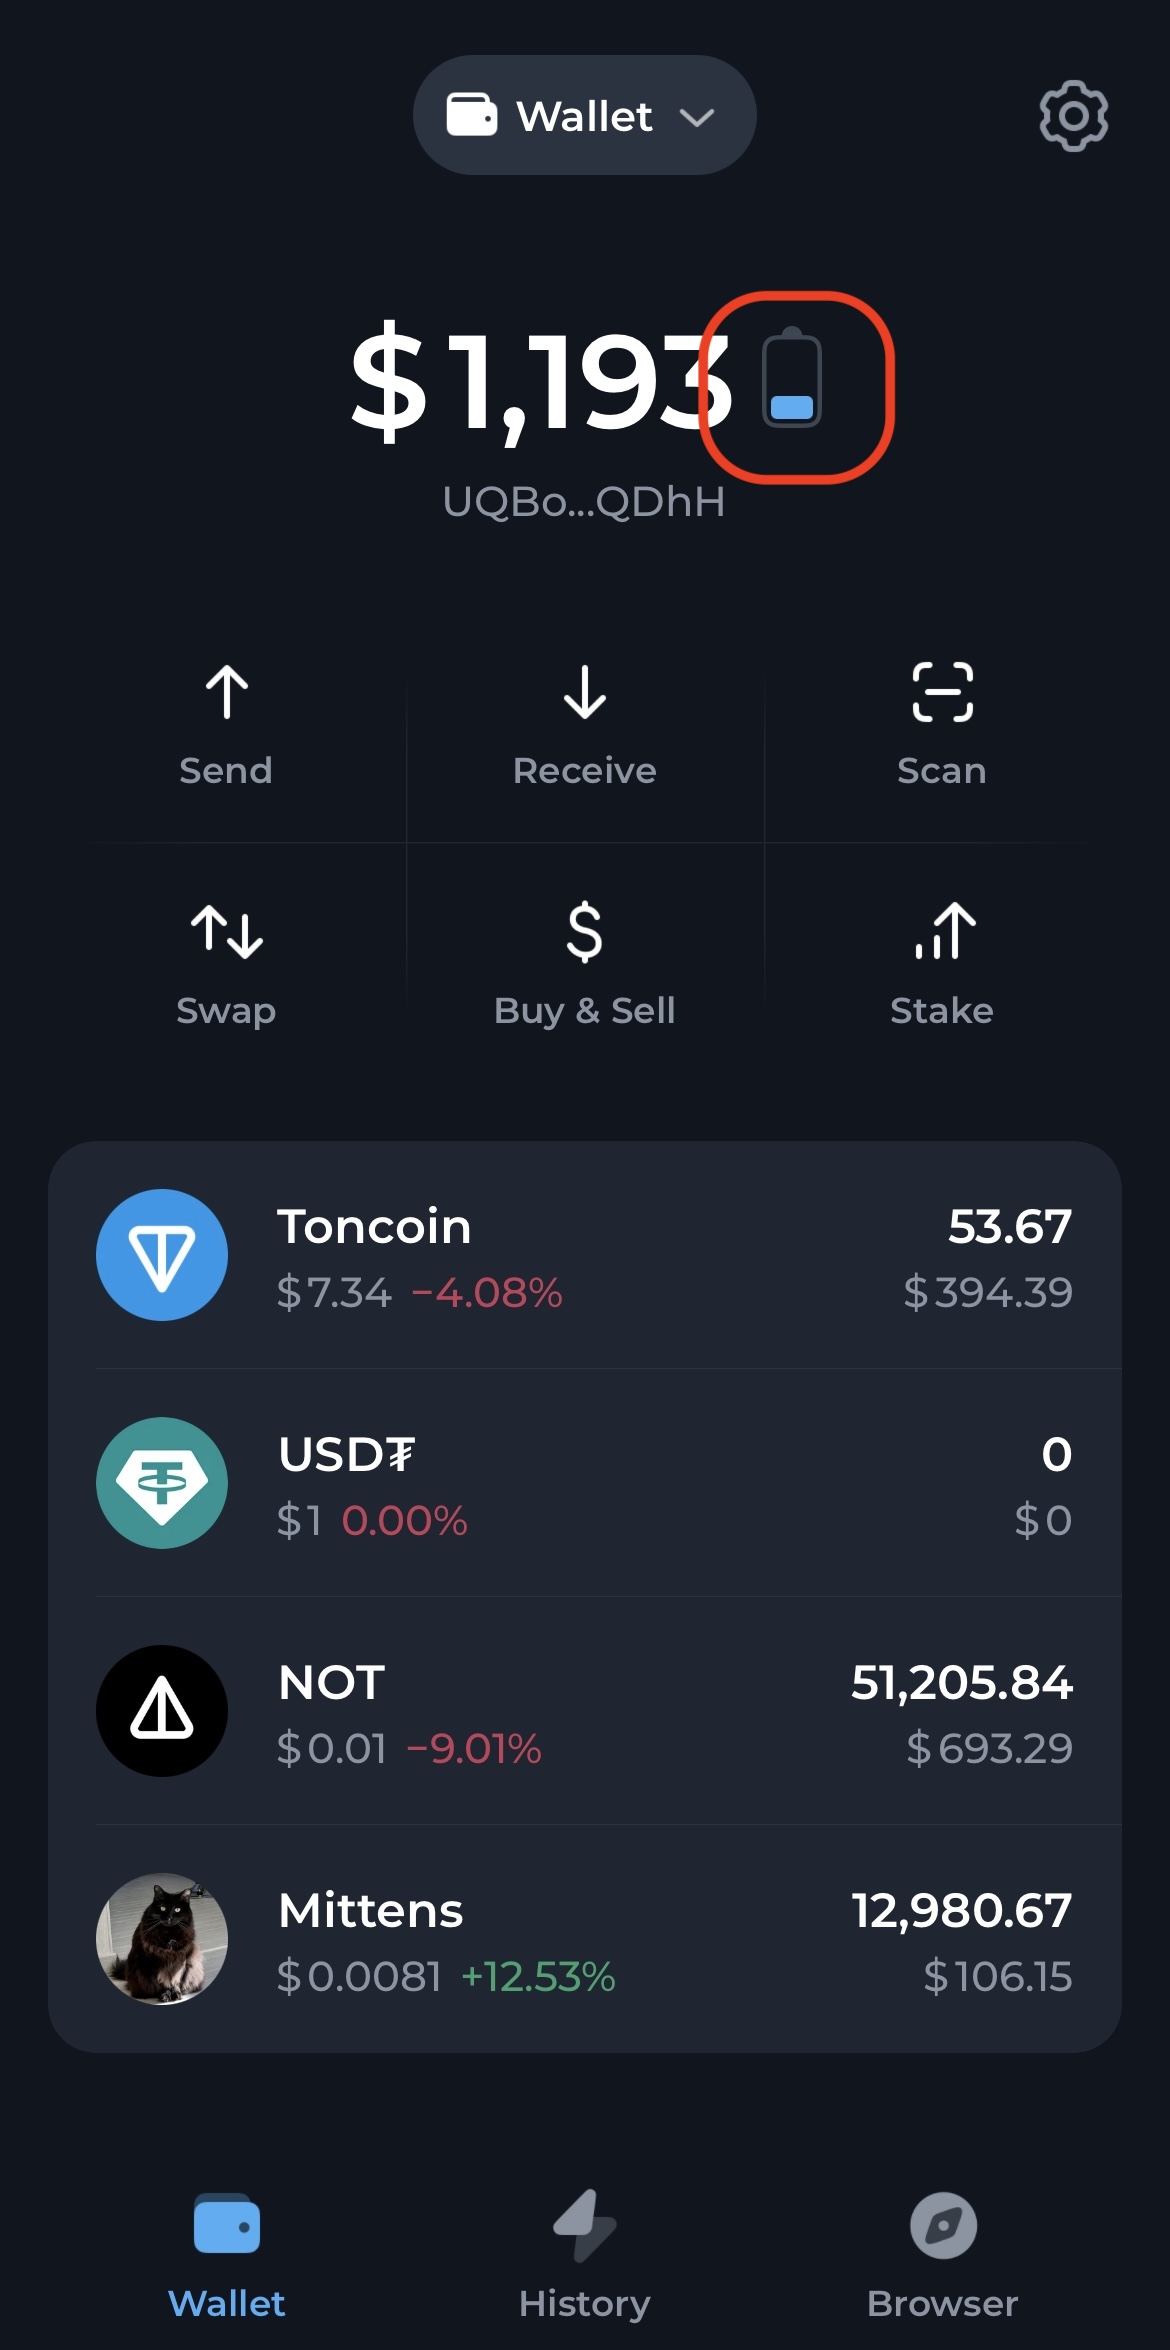 Wallet
$1,193
UQBo...QDhH
Send
Receive
Scan
Swap
Buy & Sell
Stake
Toncoin
53.67
$7.34 −4.08%
$394.39
USD₮
0
$1 0.00%
$0
NOT
51,205.84
$0.01 −9.01%
$693.29
Mittens
12,980.67
$0.0081 +12.53%
$106.15
Wallet
History
Browser